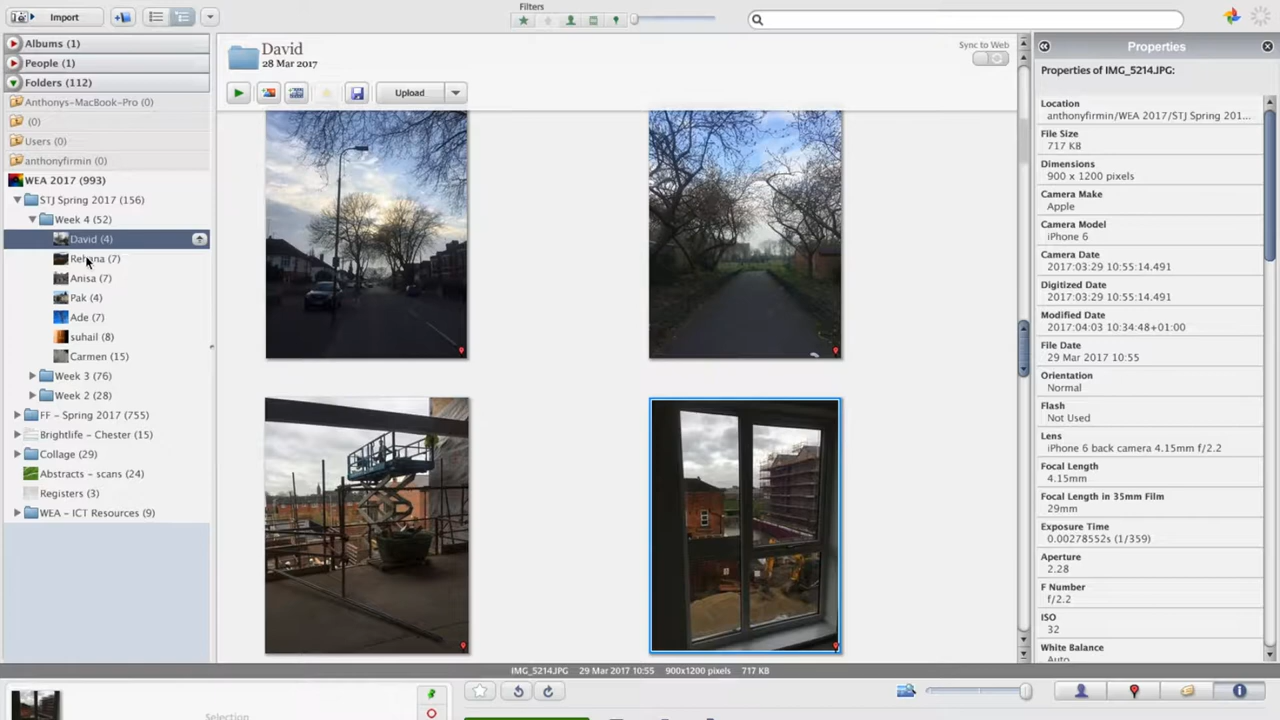 Import
Filters
Albums (1)
People (1)
Folders (112)
Anthonys-MacBook-Pro (0)
(0)
Users (0)
anthonyfirmin (0)
WEA 2017 (993)
STJ Spring 2017 (156)
Week 4 (52)
David (4)
(7)
Anisa (7)
Pak (4)
Ade (7)
suhail (8)
Carmen (15)
Week 3 (76)
Week 2 (28)
FF - Spring 2017 (755)
Brightlife - Chester (15)
Collage (29)
Abstracts - scans (24)
Registers (3)
WEA - ICT Resources (9)
David
28 Mar 2017
Sync to Web
Upload
IMG_5214.JPG 29 Mar 2017 10:55 900x1200 pixels 717 KB
Selection
Properties
Properties of IMG_5214.JPG:
Location
anthonyfirmin/WEA 2017/STJ Spring 201...
File Size
717 KB
Dimensions
900 x 1200 pixels
Camera Make
Apple
Camera Model
iPhone 6
Camera Date
2017:03:29 10:55:14.491
Digitized Date
2017:03:29 10:55:14.491
Modified Date
2017:04:03 10:34:48+01:00
File Date
29 Mar 2017 10:55
Orientation
Normal
Flash
Not Used
Lens
iPhone 6 back camera 4.15mm f/2.2
Focal Length
4.15mm
Focal Length in 35mm Film
29mm
Exposure Time
0.00278552s (1/359)
Aperture
2.28
F Number
f/2.2
ISO
32
White Balance
Auto